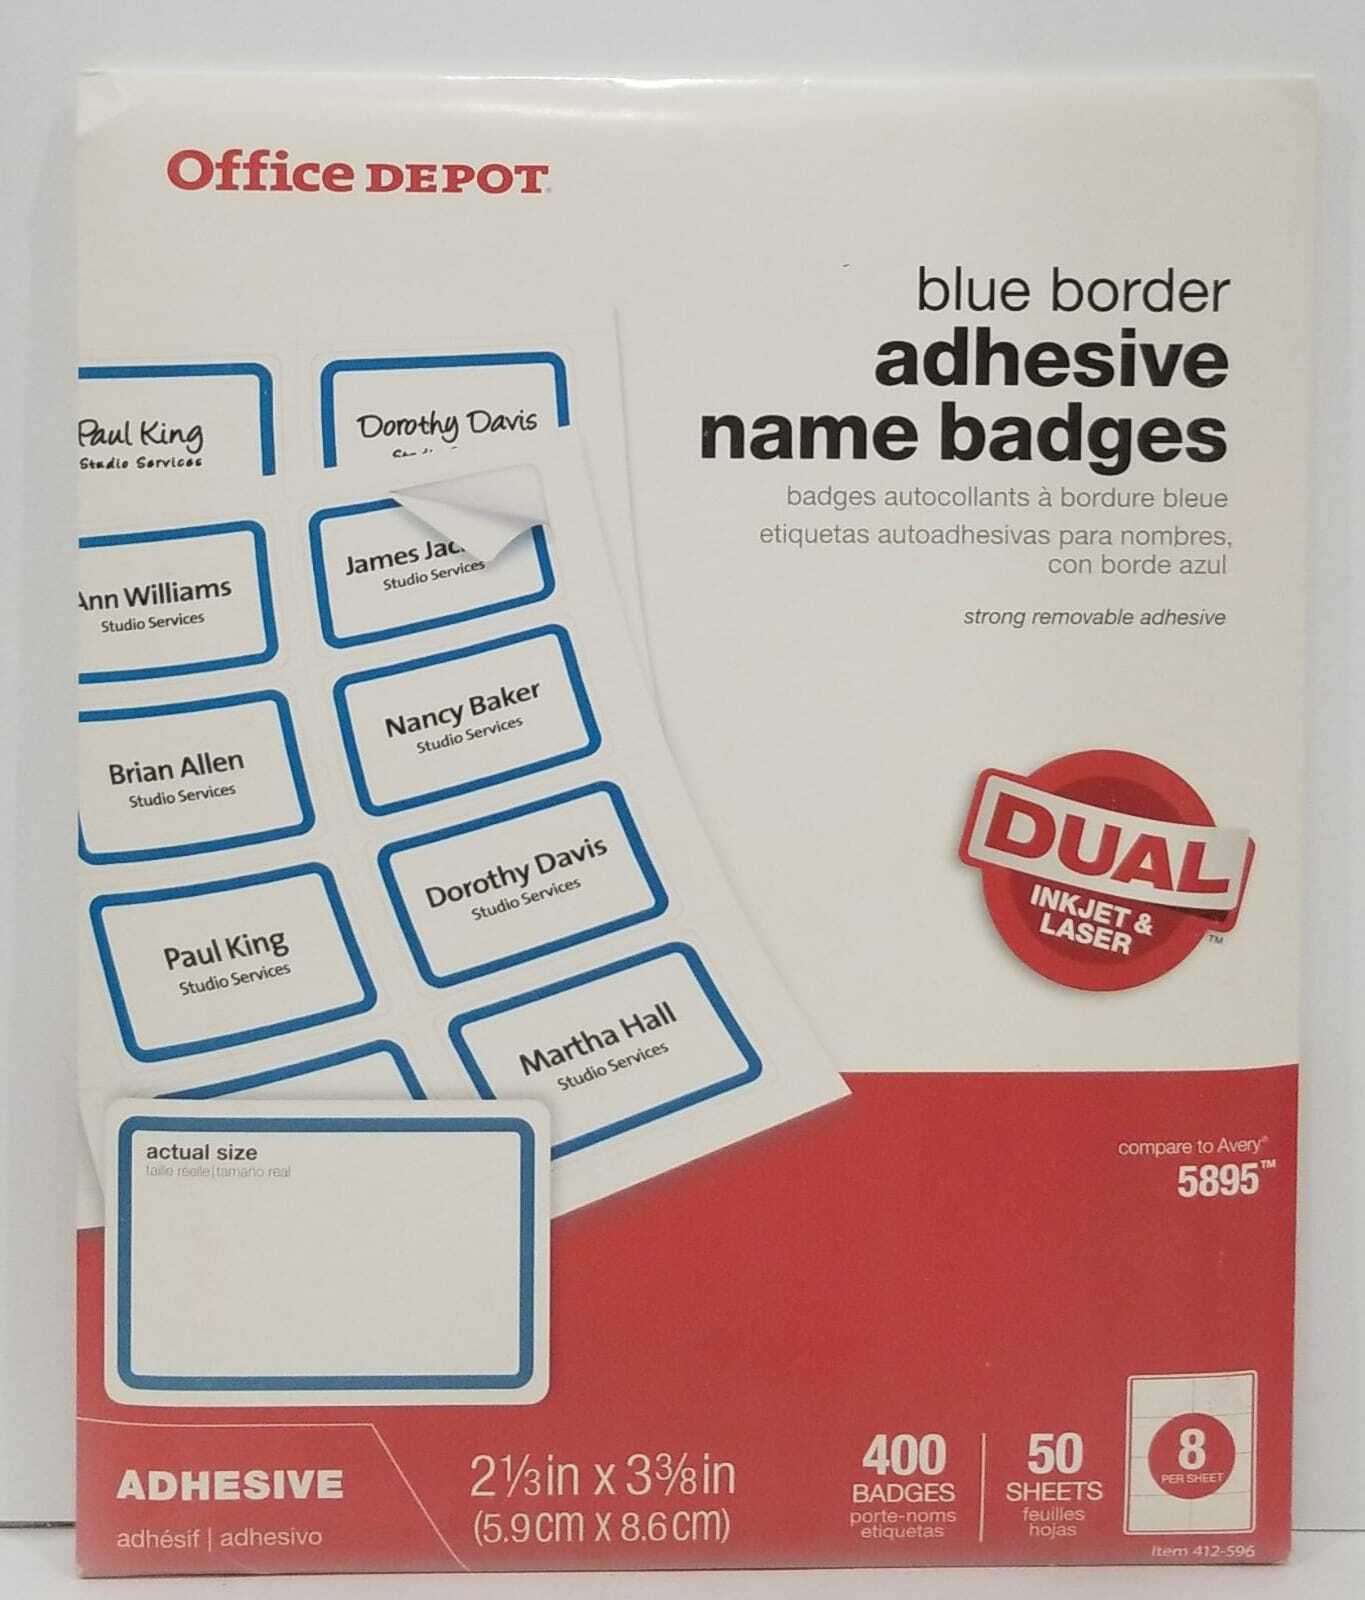 Office DEPOT®
blue border
adhesive
name badges
badges autocollants à bordure bleue
etiquetas autoadhesivas para nombres,
con borde azul
strong removable adhesive
Paul King
Studio Services
Dorothy Davis
Ann Williams
Studio Services
James Jac
Studio Services
Brian Allen
Studio Services
Nancy Baker
Studio Services
Paul King
Studio Services
Dorothy Davis
Studio Services
Martha Hall
Studio Services
DUAL
INKJET &
LASER™
actual size
taille réelle|tamaño real
compare to Avery®
5895™
ADHESIVE
adhésif | adhesivo
2⅓in x 3⅜in
(5.9cm x 8.6cm)
400
BADGES
porte-noms
etiquetas
50
SHEETS
feuilles
hojas
8
PER SHEET
Item 412-596